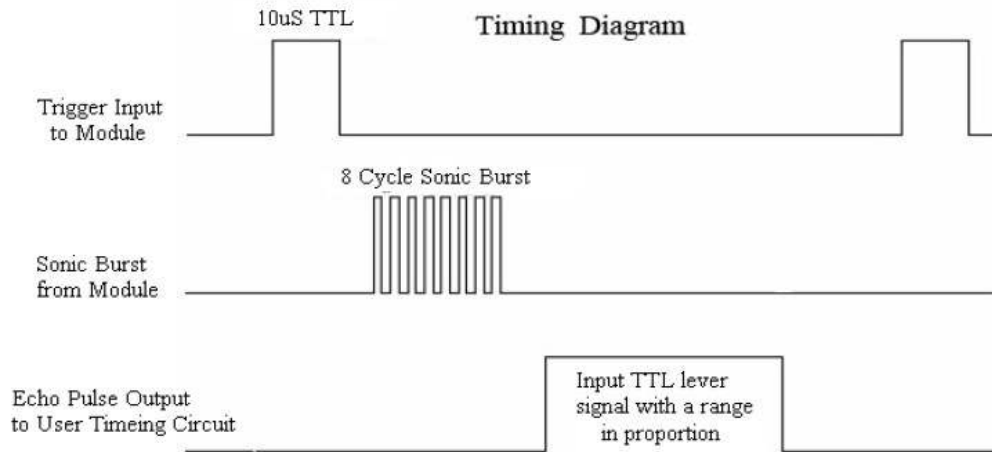 10uS TTL
Timing Diagram
Trigger Input
to Module
8 Cycle Sonic Burst
Sonic Burst
from Module
Echo Pulse Output
to User Timeing Circuit
Input TTL lever
signal with a range
in proportion